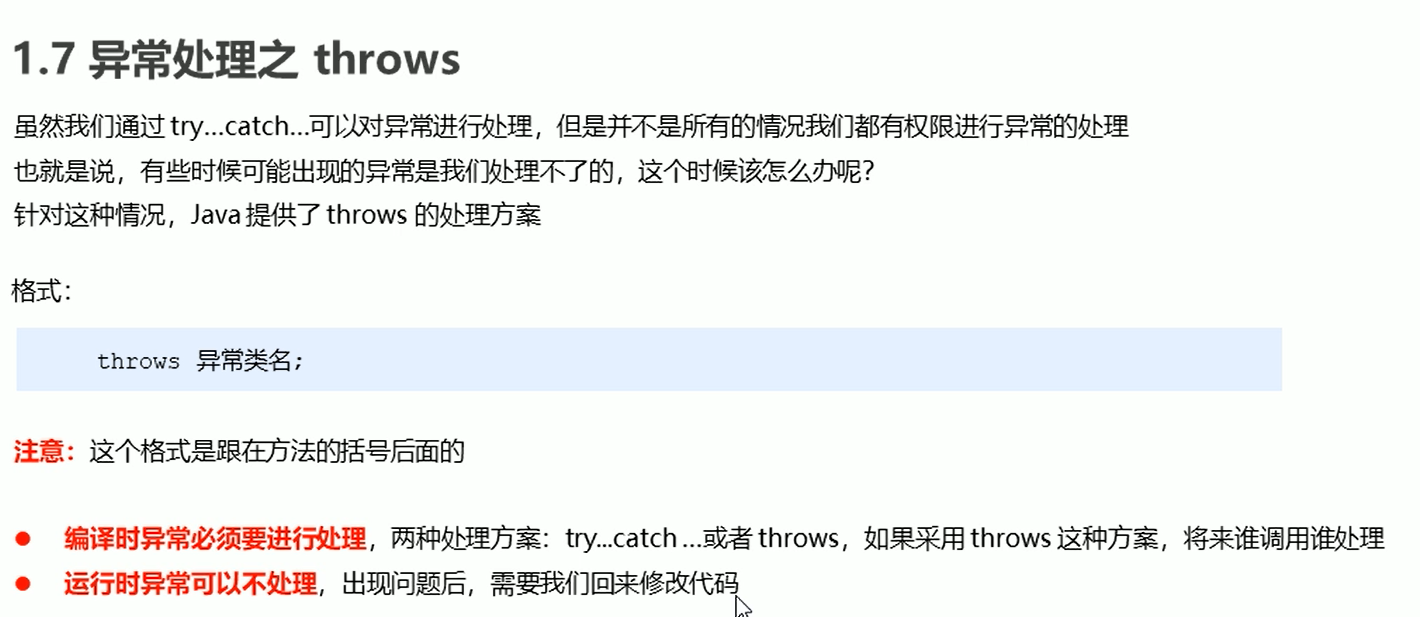 1.7 异常处理之 throws
虽然我们通过 try...catch...可以对异常进行处理，但是并不是所有的情况我们都有权限进行异常的处理
也就是说，有些时候可能出现的异常是我们处理不了的，这个时候该怎么办呢？
针对这种情况，Java 提供了 throws 的处理方案
格式：
throws 异常类名;
注意：这个格式是跟在方法的括号后面的
● 编译时异常必须要进行处理，两种处理方案：try...catch ...或者 throws，如果采用 throws 这种方案，将来谁调用谁处理
● 运行时异常可以不处理，出现问题后，需要我们回来修改代码